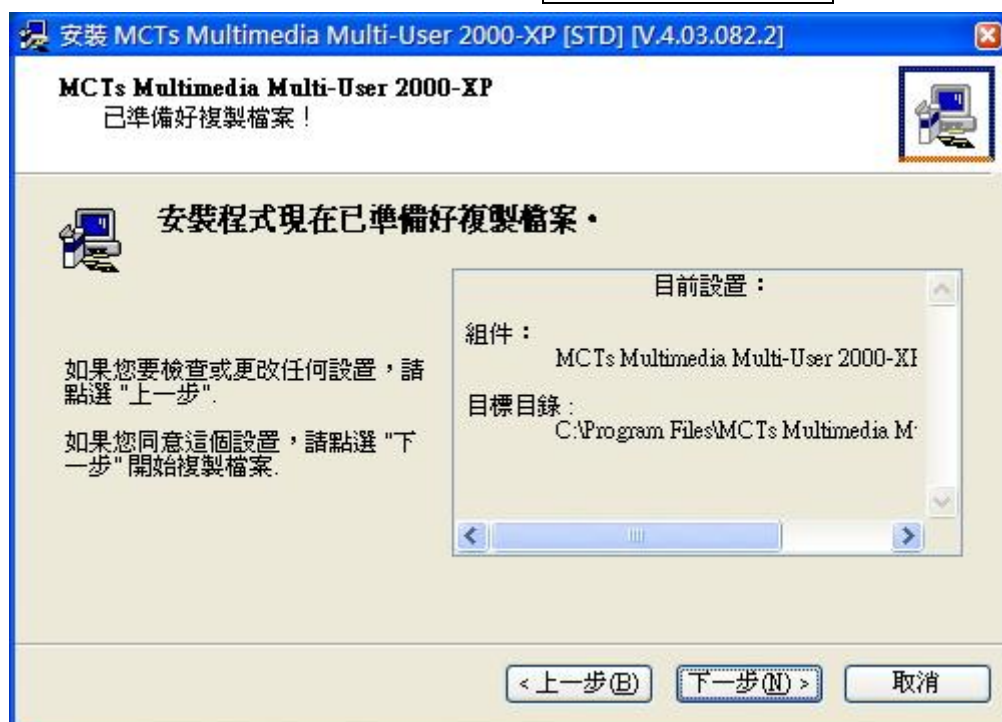 安裝 MCTs Multimedia Multi-User 2000-XP [STD] [V.4.03.082.2]
MCTs Multimedia Multi-User 2000-XP
已準備好複製檔案！
安裝程式現在已準備好複製檔案。
目前設置：
組件：
MCTs Multimedia Multi-User 2000-XP
目標目錄:
C:\Program Files\MCTs Multimedia M
如果您要檢查或更改任何設置，請
點選 "上一步".
如果您同意這個設置，請點選 "下
一步" 開始複製檔案.
<上一步(B)
下一步(N)>
取消